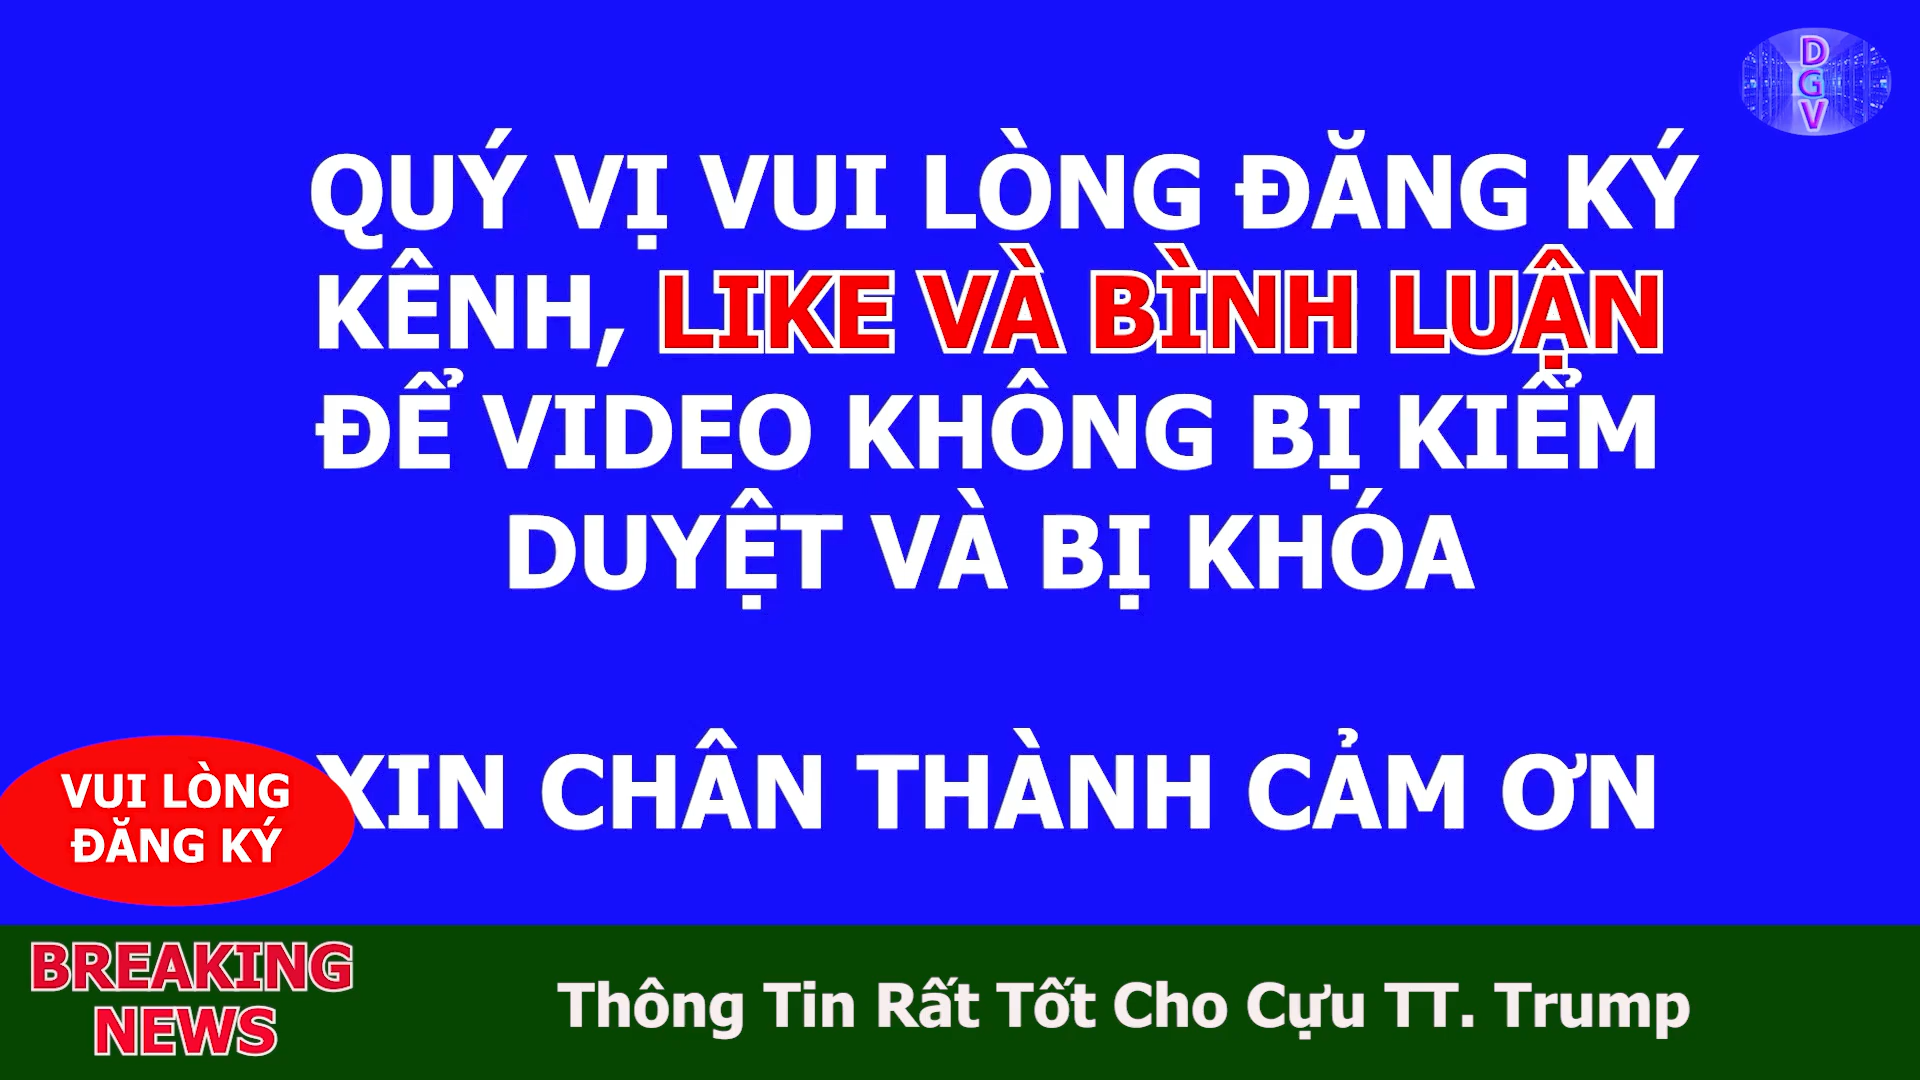 D
G
V
QUÝ VỊ VUI LÒNG ĐĂNG KÝ
KÊNH, LIKE VÀ BÌNH LUẬN
ĐỂ VIDEO KHÔNG BỊ KIỂM
DUYỆT VÀ BỊ KHÓA
XIN CHÂN THÀNH CẢM ƠN
VUI LÒNG
ĐĂNG KÝ
BREAKING
NEWS
Thông Tin Rất Tốt Cho Cựu TT. Trump